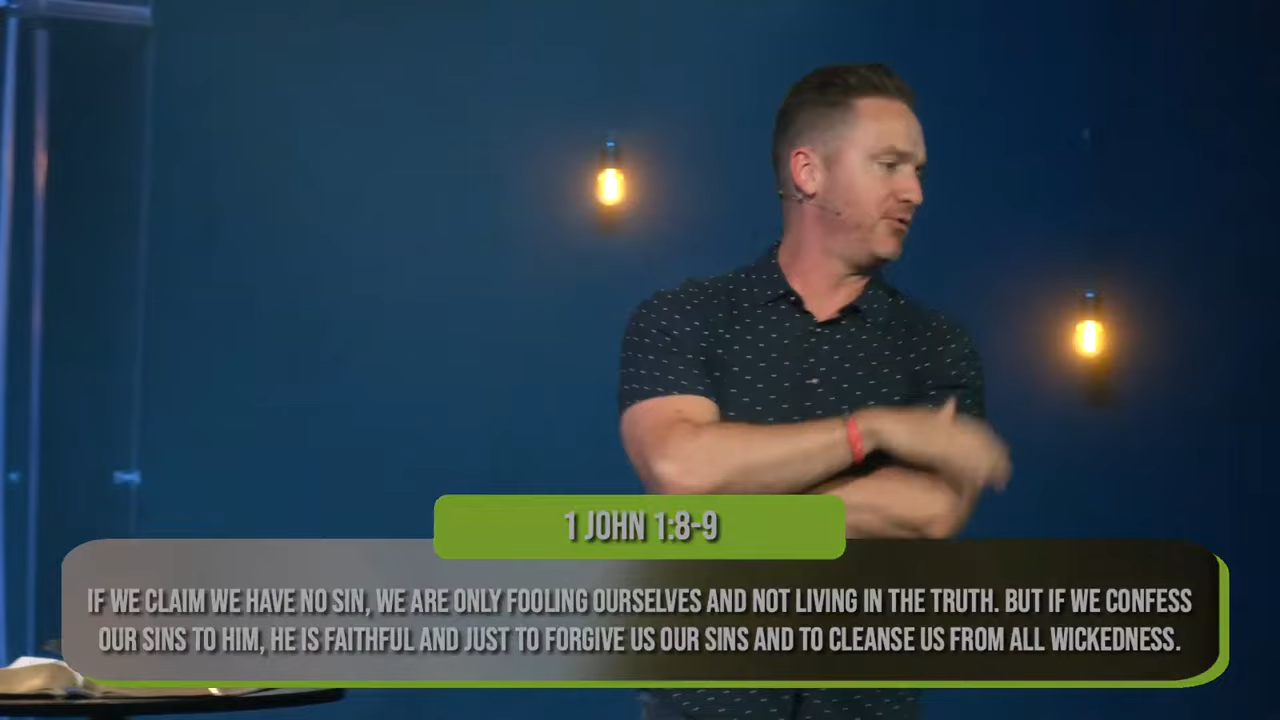 1 JOHN 1:8-9
IF WE CLAIM WE HAVE NO SIN, WE ARE ONLY FOOLING OURSELVES AND NOT LIVING IN THE TRUTH. BUT IF WE CONFESS
OUR SINS TO HIM, HE IS FAITHFUL AND JUST TO FORGIVE US OUR SINS AND TO CLEANSE US FROM ALL WICKEDNESS.